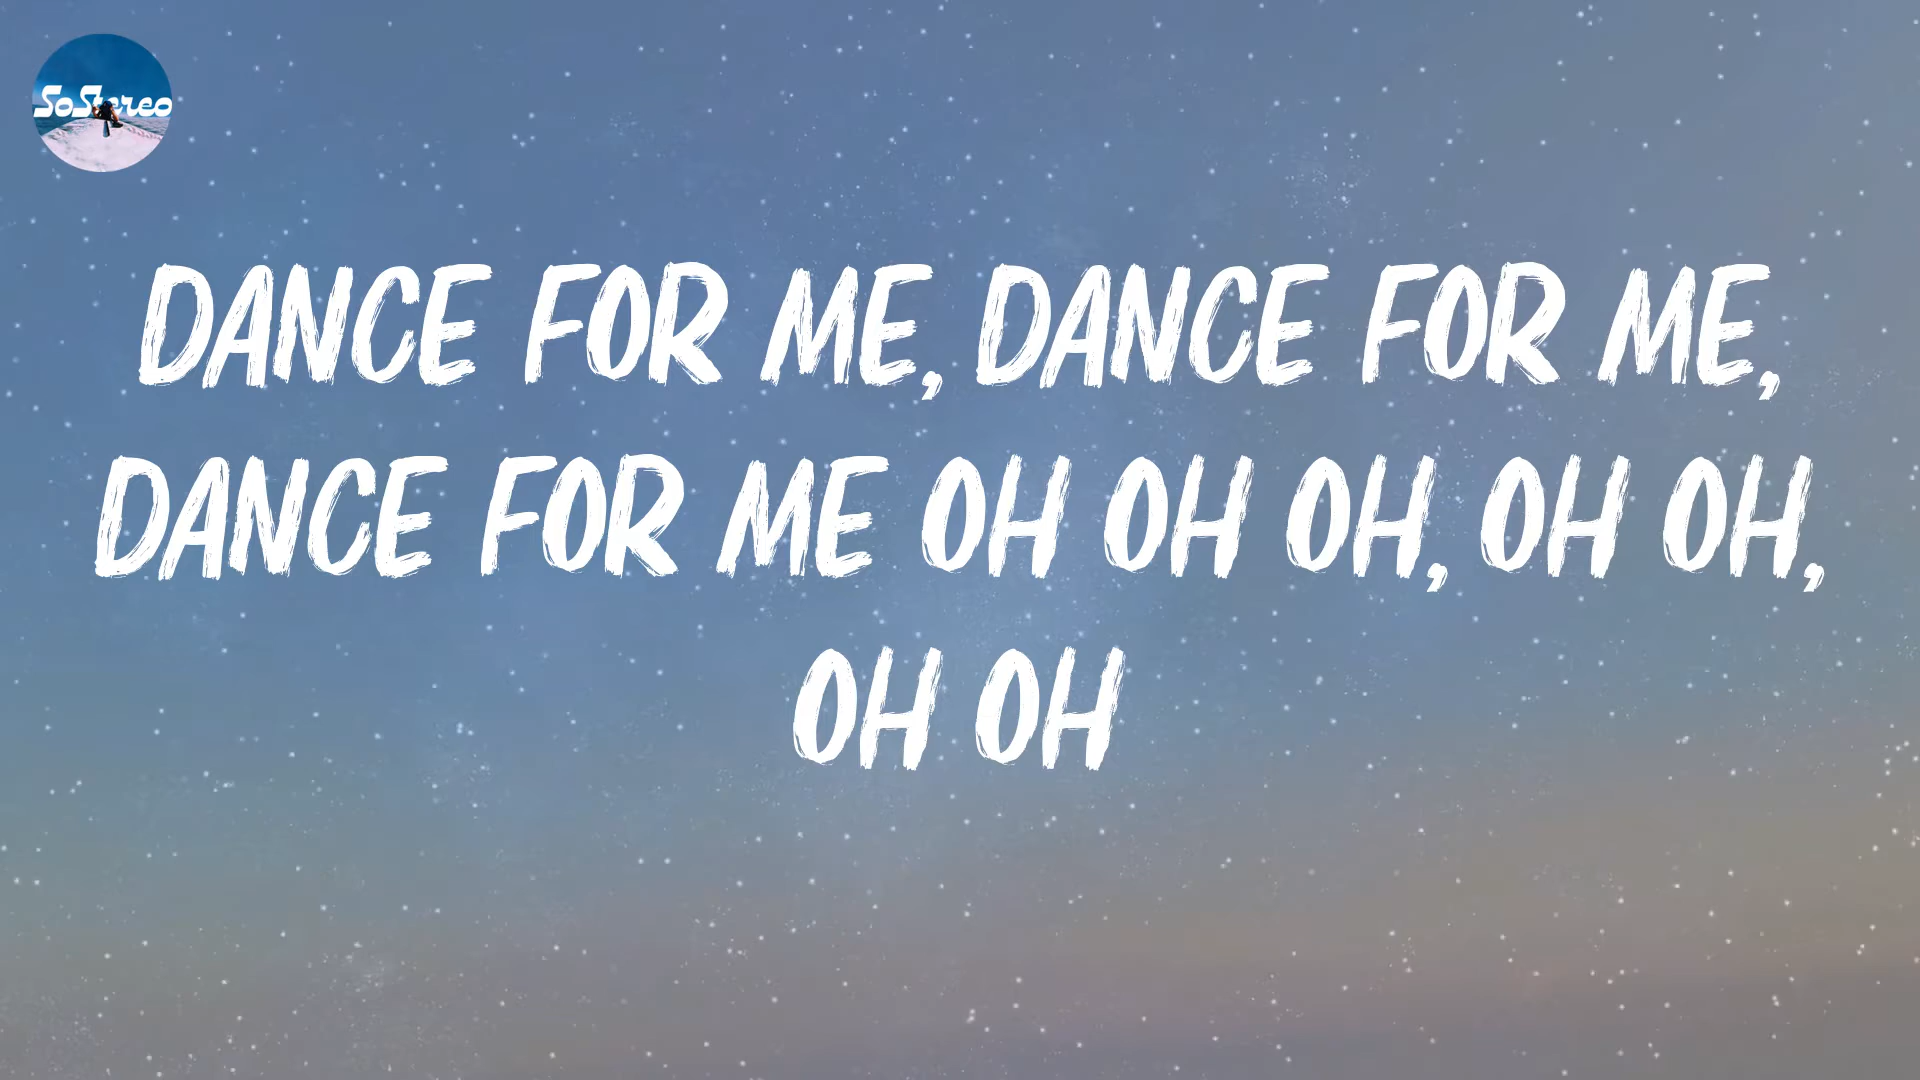 SoStereo
DANCE FOR ME, DANCE FOR ME,
DANCE FOR ME OH OH OH, OH OH,
OH OH